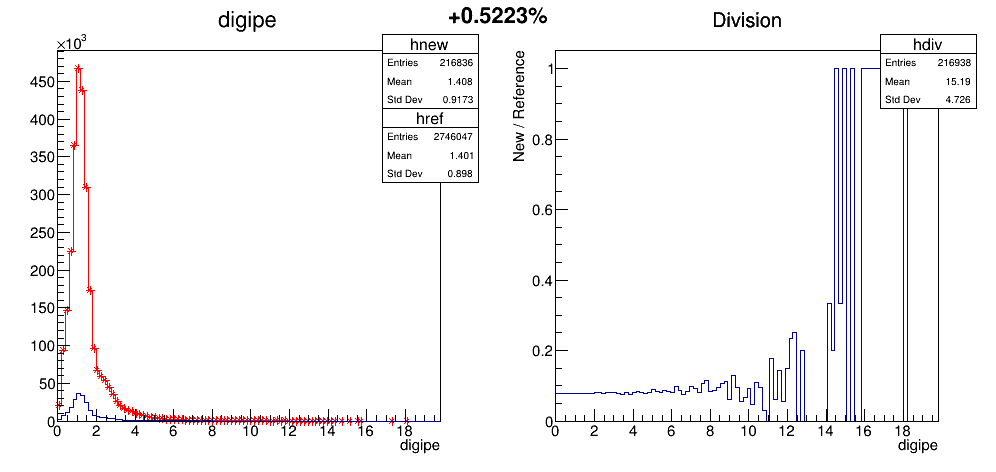 digipe
+0.5223%
Division
×10³
hnew
Entries 216836
Mean 1.408
Std Dev 0.9173
href
Entries 2746047
Mean 1.401
Std Dev 0.898
450
400
350
300
250
200
150
100
50
0
0 2 4 6 8 10 12 14 16 18
digipe
hdiv
Entries 216938
Mean 15.19
Std Dev 4.726
New / Reference
1
0.8
0.6
0.4
0.2
0
0 2 4 6 8 10 12 14 16 18
digipe